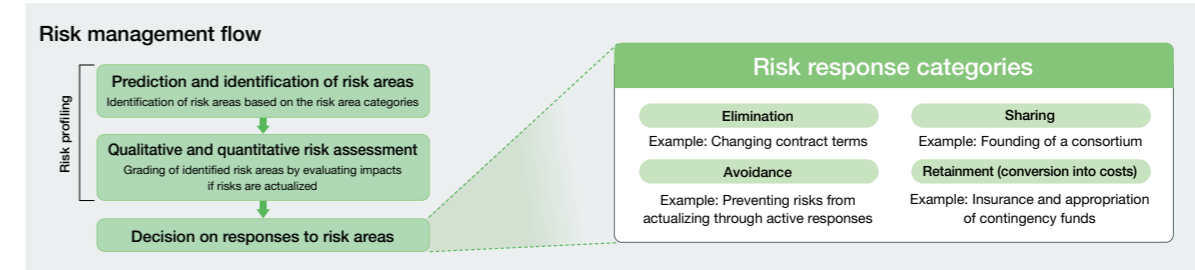 Risk management flow
Risk profiling
Prediction and identification of risk areas
Identification of risk areas based on the risk area categories
Qualitative and quantitative risk assessment
Grading of identified risk areas by evaluating impacts
if risks are actualized
Decision on responses to risk areas
Risk response categories
Elimination
Example: Changing contract terms
Sharing
Example: Founding of a consortium
Avoidance
Example: Preventing risks from
actualizing through active responses
Retainment (conversion into costs)
Example: Insurance and appropriation
of contingency funds